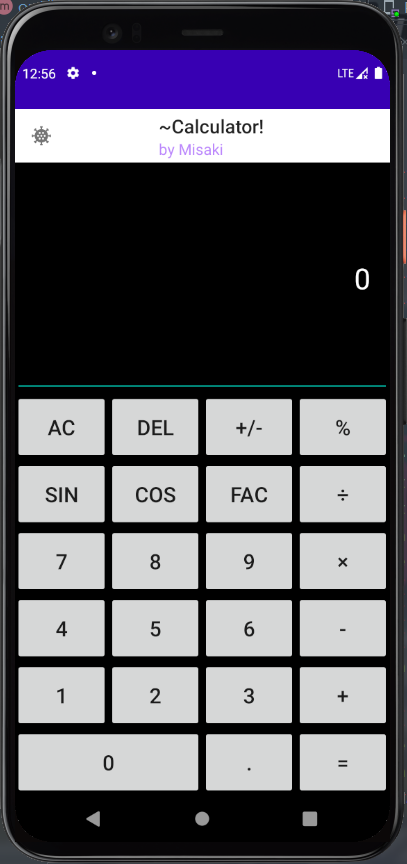 12:56 LTE
~Calculator!
by Misaki
0
AC DEL +/- %
SIN COS FAC ÷
7 8 9 ×
4 5 6 -
1 2 3 +
0 . =